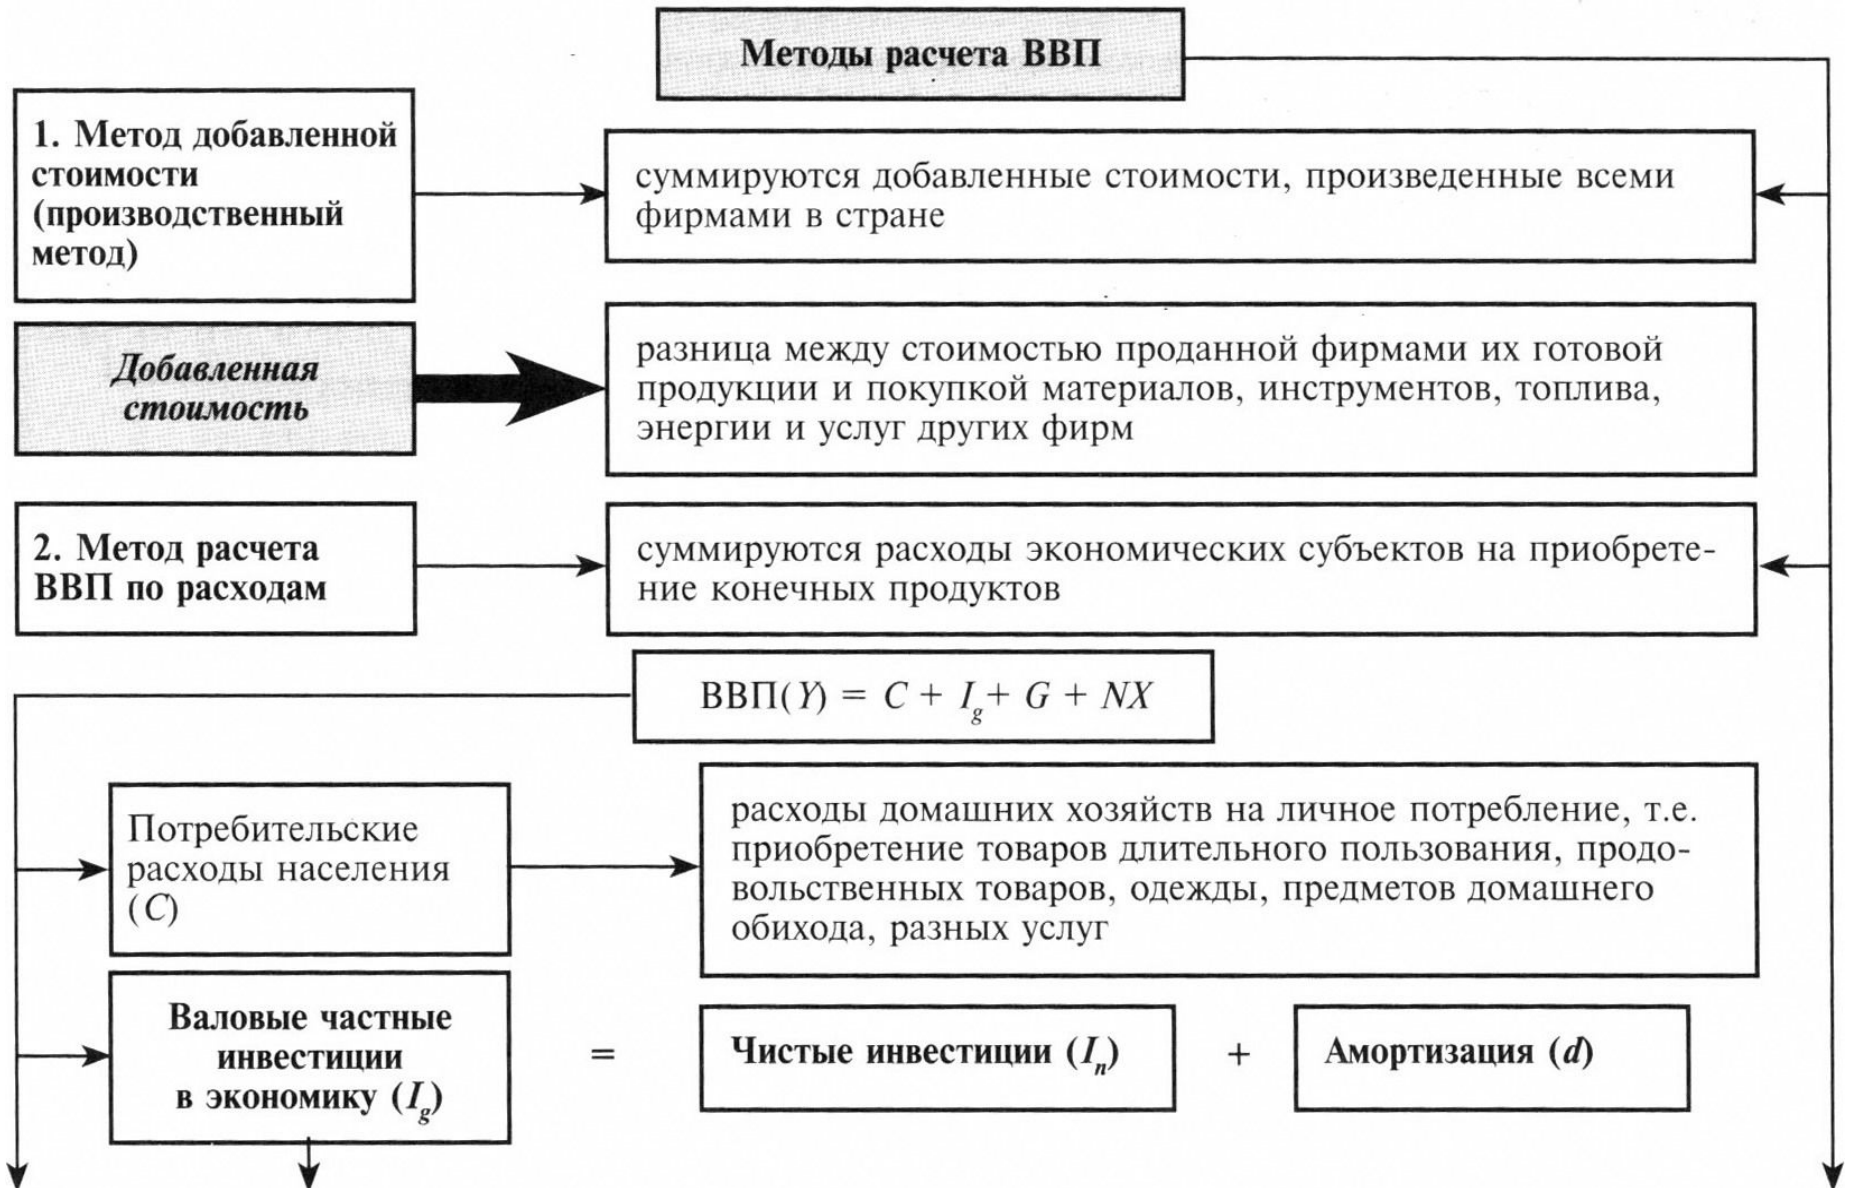 Методы расчета ВВП
1. Метод добавленной
стоимости
(производственный
метод)
суммируются добавленные стоимости, произведенные всеми
фирмами в стране
Добавленная
стоимость
разница между стоимостью проданной фирмами их готовой
продукции и покупкой материалов, инструментов, топлива,
энергии и услуг других фирм
2. Метод расчета
ВВП по расходам
суммируются расходы экономических субъектов на приобрете-
ние конечных продуктов
ВВП(Y) = C + I_g + G + NX
Потребительские
расходы населения
(C)
расходы домашних хозяйств на личное потребление, т.е.
приобретение товаров длительного пользования, продо-
вольственных товаров, одежды, предметов домашнего
обихода, разных услуг
Валовые частные
инвестиции
в экономику (I_g)
=
Чистые инвестиции (I_n)
+
Амортизация (d)